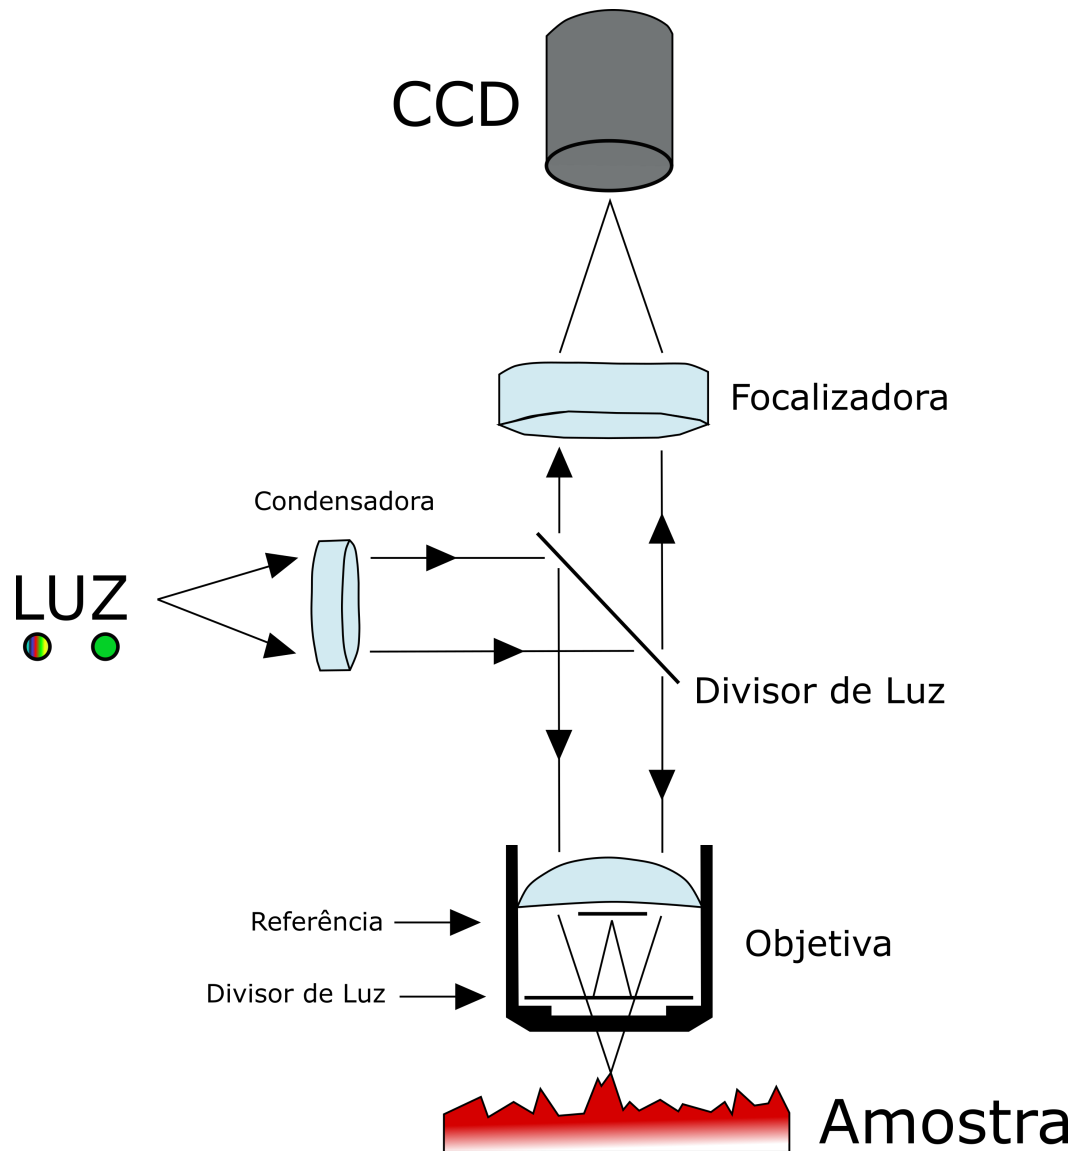 CCD
Focalizadora
Condensadora
LUZ
Divisor de Luz
Referência
Objetiva
Divisor de Luz
Amostra